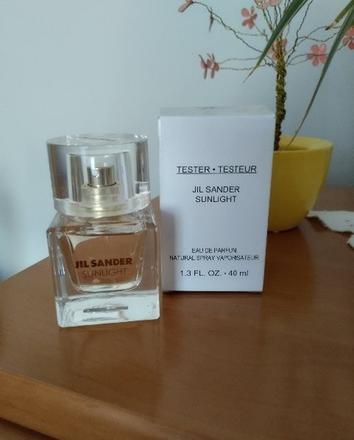 JIL SANDER
SUNLIGHT
TESTER • TESTEUR
JIL SANDER
SUNLIGHT
EAU DE PARFUM
NATURAL SPRAY VAPORISATEUR
1.3 FL. OZ. • 40 ml